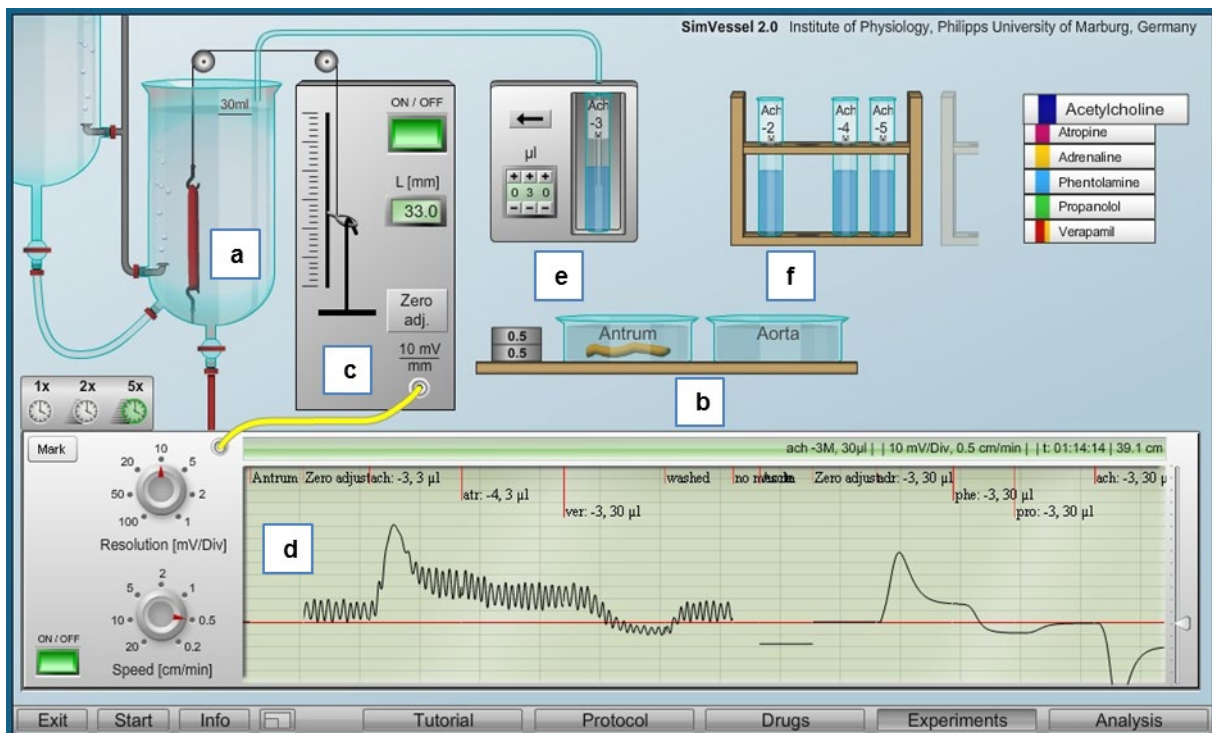 SimVessel 2.0 Institute of Physiology, Philipps University of Marburg, Germany
30ml
a
ON / OFF
L [mm]
33.0
Zero
adj.
10 mV
mm
c
µl
+ + +
0 3 0
- - -
Ach
-3
M
e
Ach
-2
M
Ach
-4
M
Ach
-5
M
f
Acetylcholine
Atropine
Adrenaline
Phentolamine
Propanolol
Verapamil
0.5
0.5
Antrum
Aorta
b
1x 2x 5x
Mark
100 50 20 10 5 2 1
Resolution [mV/Div]
20 10 5 2 1 0.5 0.2
Speed [cm/min]
ON / OFF
d
ach -3M, 30µl | | 10 mV/Div, 0.5 cm/min | | t: 01:14:14 | 39.1 cm
Antrum Zero adjust ach: -3, 3 µl washed Zero adjust adr: -3, 30 µl ach: -3, 30 µ
atr: -4, 3 µl phe: -3, 30 µl
ver: -3, 30 µl pro: -3, 30 µl
Exit Start Info Tutorial Protocol Drugs Experiments Analysis